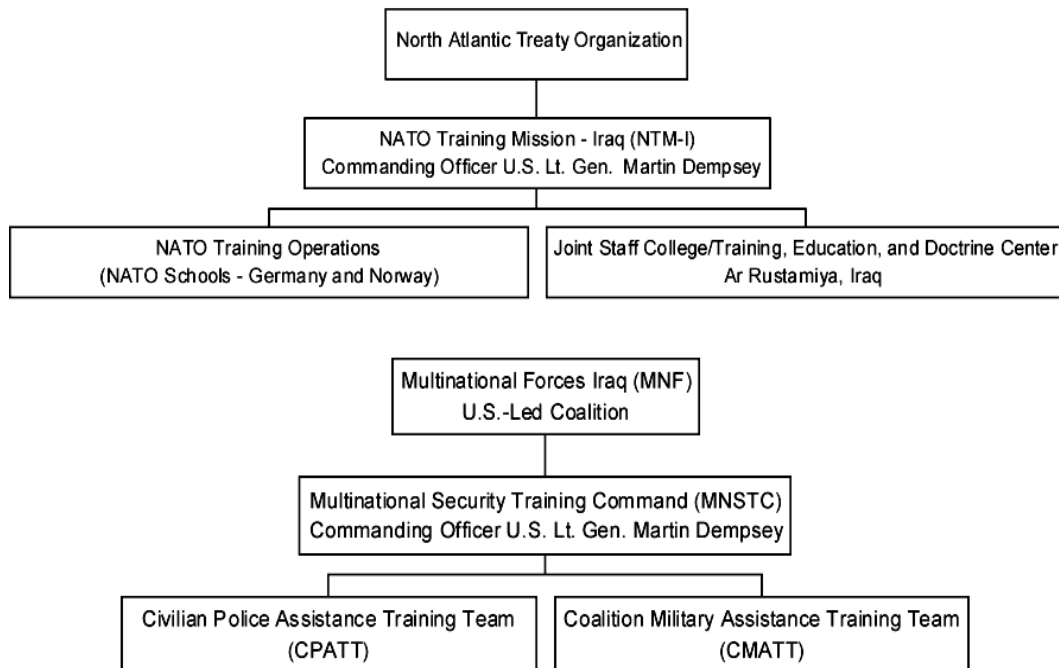 North Atlantic Treaty Organization
NATO Training Mission - Iraq (NTM-I)
Commanding Officer U.S. Lt. Gen. Martin Dempsey
NATO Training Operations
(NATO Schools - Germany and Norway)
Joint Staff College/Training, Education, and Doctrine Center
Ar Rustamiya, Iraq
Multinational Forces Iraq (MNF)
U.S.-Led Coalition
Multinational Security Training Command (MNSTC)
Commanding Officer U.S. Lt. Gen. Martin Dempsey
Civilian Police Assistance Training Team
(CPATT)
Coalition Military Assistance Training Team
(CMATT)